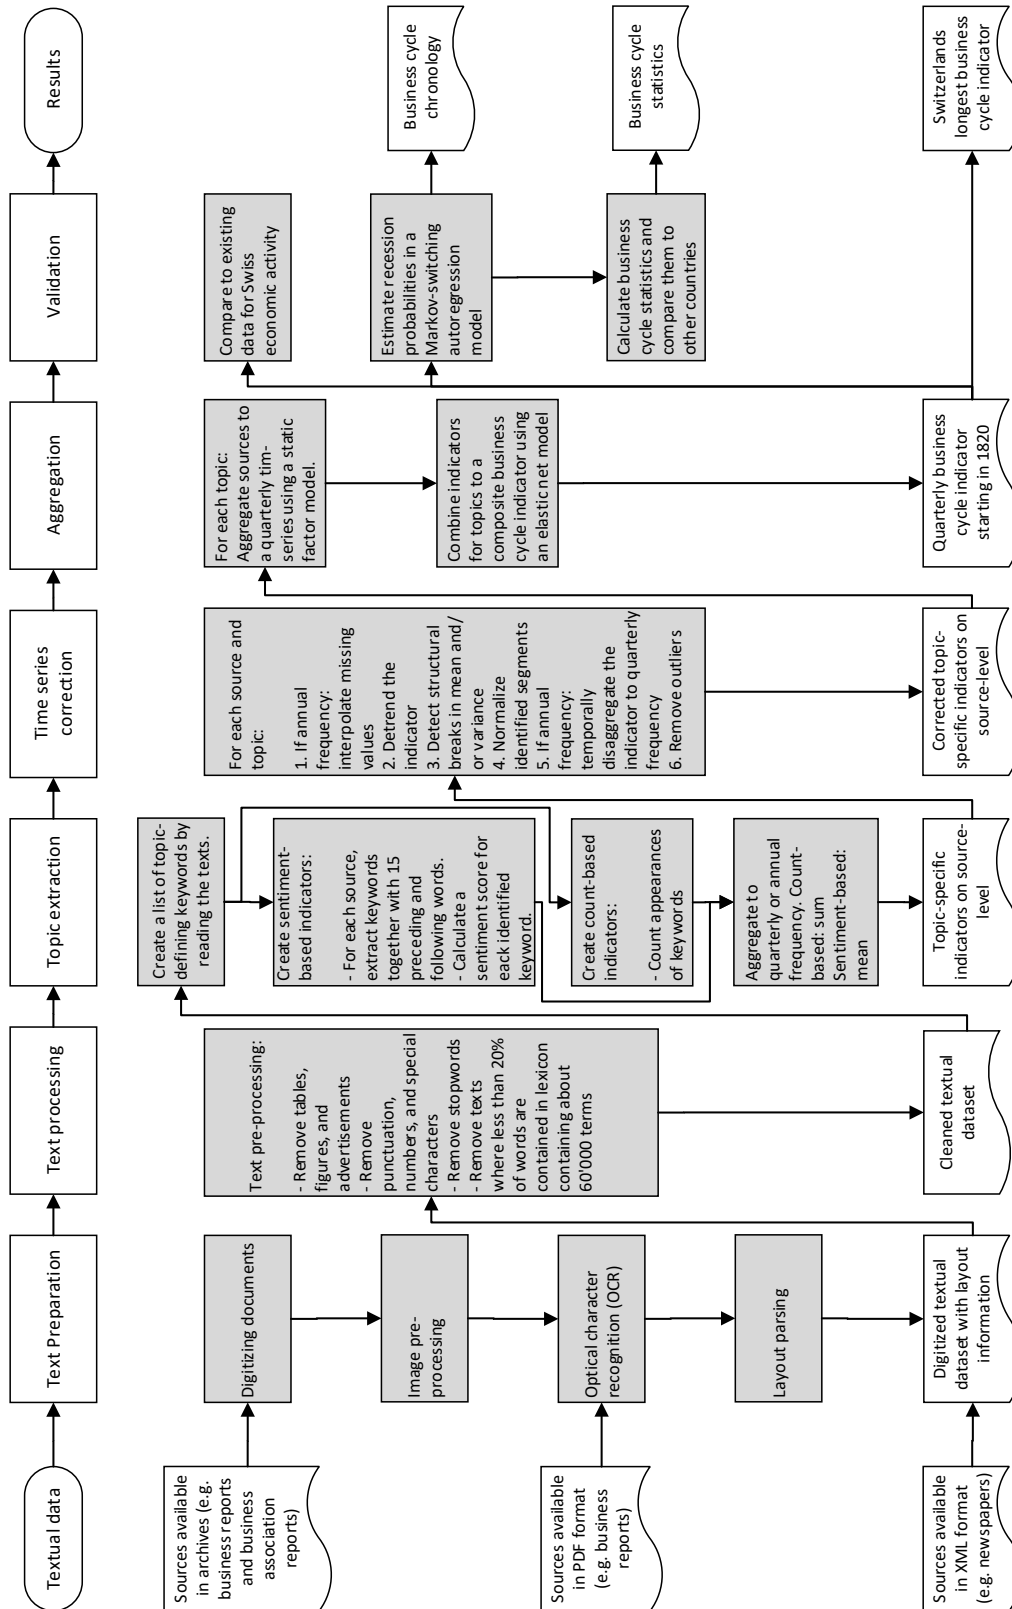 Textual data
Text Preparation
Text processing
Topic extraction
Time series
correction
Aggregation
Validation
Results
Sources available
in archives (e.g.
business reports
and business
association
reports)
Sources available
in PDF format
(e.g. business
reports)
Sources available
in XML format
(e.g. newspapers)
Digitizing documents
Image pre-
processing
Optical character
recognition (OCR)
Layout parsing
Digitized textual
dataset with layout
information
Text pre-processing:
- Remove tables,
figures, and
advertisements
- Remove
punctuation,
numbers, and special
characters
- Remove stopwords
- Remove texts
where less than 20%
of words are
contained in lexicon
containing about
60'000 terms
Cleaned textual
dataset
Create a list of topic-
defining keywords by
reading the texts.
Create sentiment-
based indicators:
- For each source,
extract keywords
together with 15
preceding and
following words.
- Calculate a
sentiment score for
eack identified
keyword.
Create count-based
indicators:
- Count appearances
of keywords
Aggregate to
quarterly or annual
frequency. Count-
based: sum
Sentiment-based:
mean
Topic-specific
indicators on source-
level
For each source and
topic:
1. If annual
frequency:
interpolate missing
values
2. Detrend the
indicator
3. Detect structural
breaks in mean and/
or variance
4. Normalize
identified segments
5. If annual
frequency:
temporally
disaggregate the
indicator to quarterly
frequency
6. Remove outliers
Corrected topic-
specific indicators on
source-level
For each topic:
Aggregate sources to
a quarterly tim-
series using a static
factor model.
Combine indicators
for topics to a
composite business
cycle indicator using
an elastic net model
Quarterly business
cycle indicator
starting in 1820
Compare to existing
data for Swiss
economic activity
Estimate recession
probabilities in a
Markov-switching
autoregression
model
Calculate business
cycle statistics and
compare them to
other countries
Business cycle
chronology
Business cycle
statistics
Switzerlands
longest business
cycle indicator